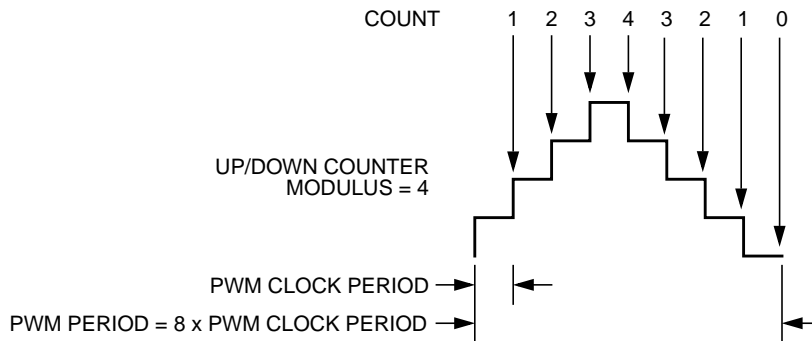 COUNT 1 2 3 4 3 2 1 0
UP/DOWN COUNTER
MODULUS = 4
PWM CLOCK PERIOD
PWM PERIOD = 8 x PWM CLOCK PERIOD